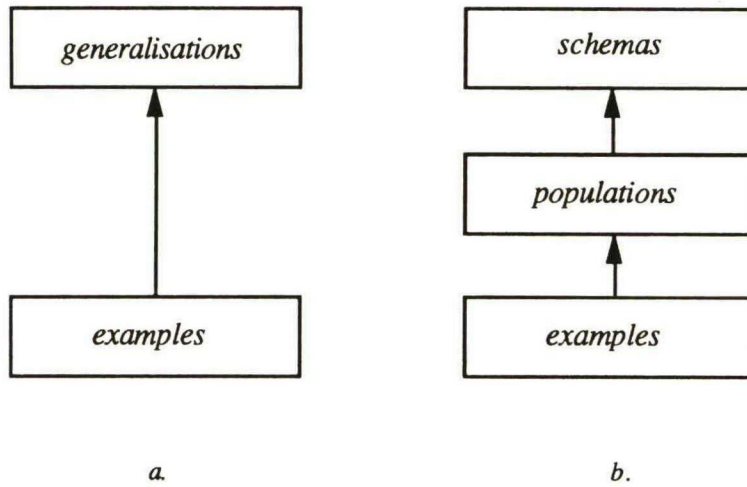 generalisations
examples
a.
schemas
populations
examples
b.